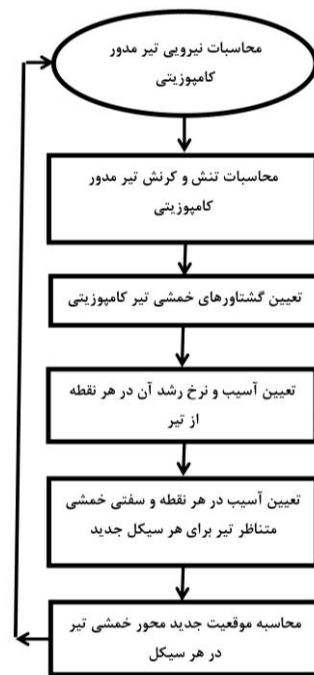 محاسبات نیرویی تیر مدور
کامپوزیتی
محاسبات تنش و کرنش تیر مدور
کامپوزیتی
تعیین گشتاورهای خمشی تیر کامپوزیتی
تعیین آسیب و نرخ رشد آن در هر نقطه
از تیر
تعیین آسیب در هر نقطه و سفتی خمشی
متناظر تیر برای هر سیکل جدید
محاسبه موقعیت جدید محور خمشی تیر
در هر سیکل